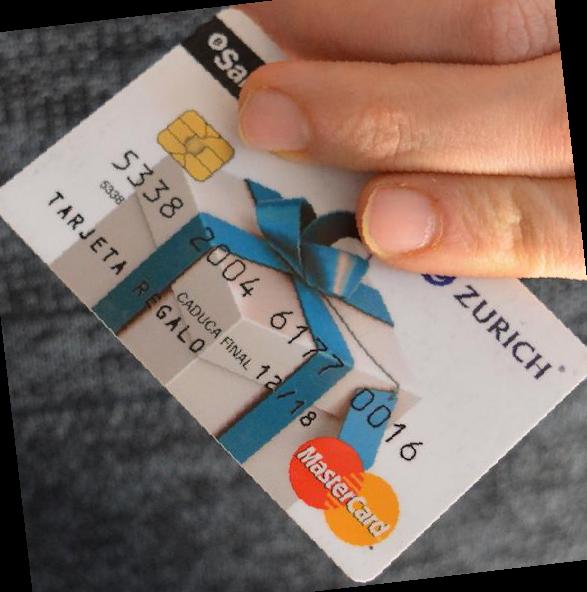 ZURICH
5338 2004 6177 0016
5338
CADUCA FINAL 12/18
TARJETA REGALO
MasterCard